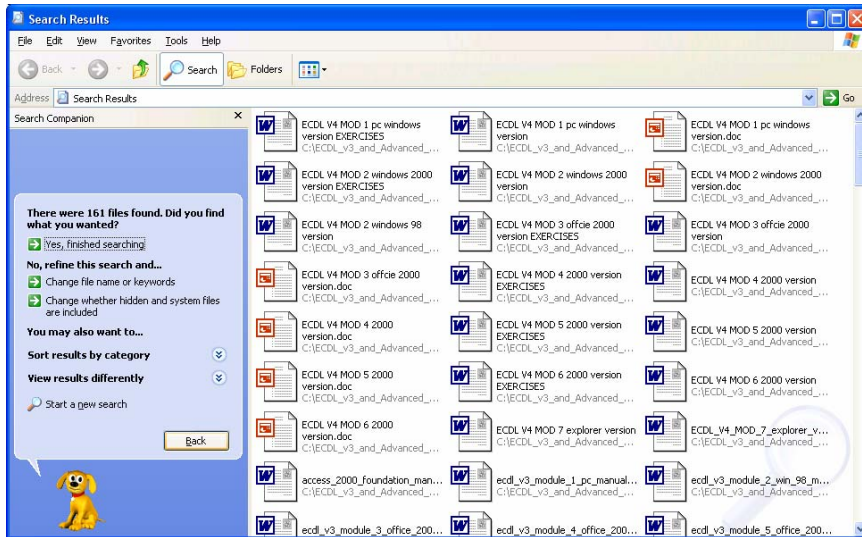 Search Results
File Edit View Favorites Tools Help
Back Search Folders
Address Search Results Go
Search Companion
There were 161 files found. Did you find
what you wanted?
Yes, finished searching
No, refine this search and...
Change file name or keywords
Change whether hidden and system files
are included
You may also want to...
Sort results by category
View results differently
Start a new search
Back
ECDL V4 MOD 1 pc windows
version EXERCISES
C:\ECDL_v3_and_Advanced_...
ECDL V4 MOD 1 pc windows
version
C:\ECDL_v3_and_Advanced_...
ECDL V4 MOD 1 pc windows
version.doc
C:\ECDL_v3_and_Advanced_...
ECDL V4 MOD 2 windows 2000
version EXERCISES
C:\ECDL_v3_and_Advanced_...
ECDL V4 MOD 2 windows 2000
version
C:\ECDL_v3_and_Advanced_...
ECDL V4 MOD 2 windows 2000
version.doc
C:\ECDL_v3_and_Advanced_...
ECDL V4 MOD 2 windows 98
version
C:\ECDL_v3_and_Advanced_...
ECDL V4 MOD 3 offcie 2000
version EXERCISES
C:\ECDL_v3_and_Advanced_...
ECDL V4 MOD 3 offcie 2000
version
C:\ECDL_v3_and_Advanced_...
ECDL V4 MOD 3 offcie 2000
version.doc
C:\ECDL_v3_and_Advanced_...
ECDL V4 MOD 4 2000 version
EXERCISES
C:\ECDL_v3_and_Advanced_...
ECDL V4 MOD 4 2000 version
C:\ECDL_v3_and_Advanced_...
ECDL V4 MOD 4 2000
version.doc
C:\ECDL_v3_and_Advanced_...
ECDL V4 MOD 5 2000 version
EXERCISES
C:\ECDL_v3_and_Advanced_...
ECDL V4 MOD 5 2000 version
C:\ECDL_v3_and_Advanced_...
ECDL V4 MOD 5 2000
version.doc
C:\ECDL_v3_and_Advanced_...
ECDL V4 MOD 6 2000 version
EXERCISES
C:\ECDL_v3_and_Advanced_...
ECDL V4 MOD 6 2000 version
C:\ECDL_v3_and_Advanced_...
ECDL V4 MOD 6 2000
version.doc
C:\ECDL_v3_and_Advanced_...
ECDL V4 MOD 7 explorer version
C:\ECDL_v3_and_Advanced_...
ECDL_V4_MOD_7_explorer_v...
C:\ECDL_v3_and_Advanced_...
access_2000_foundation_man...
C:\ECDL_v3_and_Advanced_...
ecdl_v3_module_1_pc_manual...
C:\ECDL_v3_and_Advanced_...
ecdl_v3_module_2_win_98_m...
C:\ECDL_v3_and_Advanced_...
ecdl_v3_module_3_office_200...
ecdl_v3_module_4_office_200...
ecdl_v3_module_5_office_200...